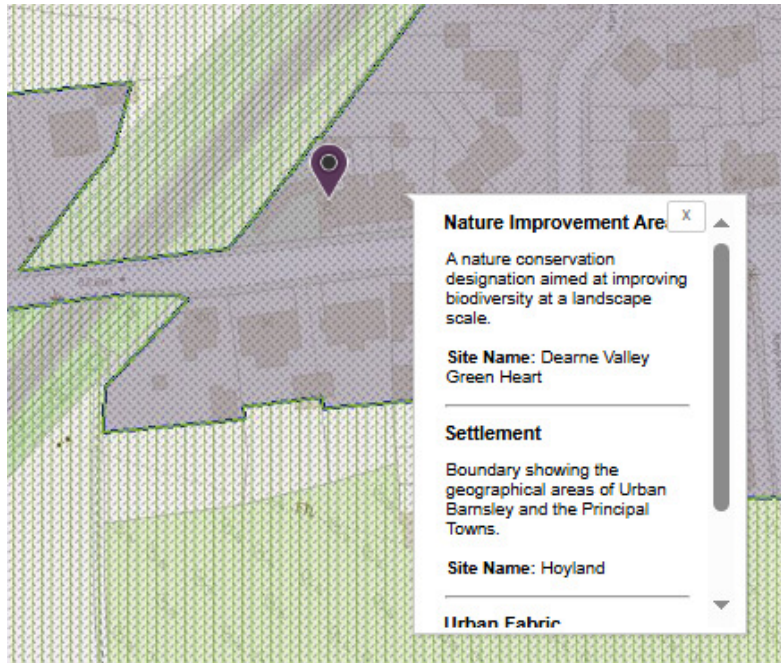 Nature Improvement Are
X
A nature conservation
designation aimed at improving
biodiversity at a landscape
scale.
Site Name: Dearne Valley
Green Heart
Settlement
Boundary showing the
geographical areas of Urban
Barnsley and the Principal
Towns.
Site Name: Hoyland
Urban Fabric